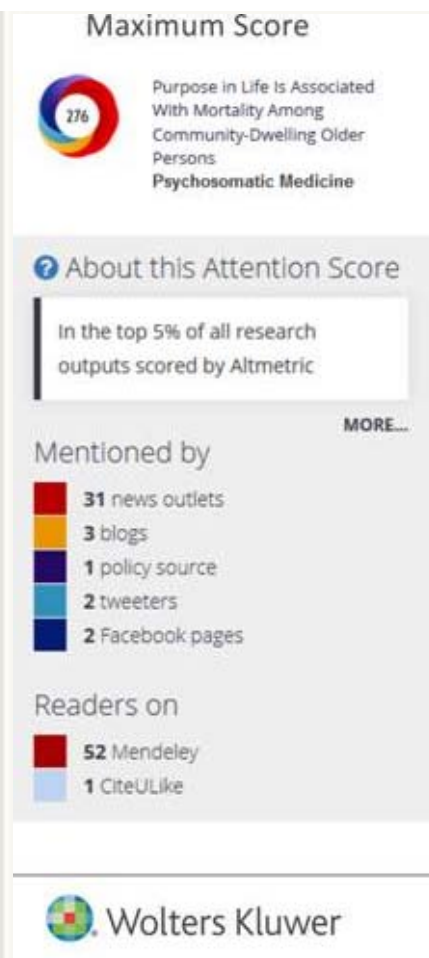 Maximum Score
276
Purpose in Life Is Associated
With Mortality Among
Community-Dwelling Older
Persons
Psychosomatic Medicine
? About this Attention Score
In the top 5% of all research
outputs scored by Altmetric
MORE...
Mentioned by
31 news outlets
3 blogs
1 policy source
2 tweeters
2 Facebook pages
Readers on
52 Mendeley
1 CiteULike
Wolters Kluwer